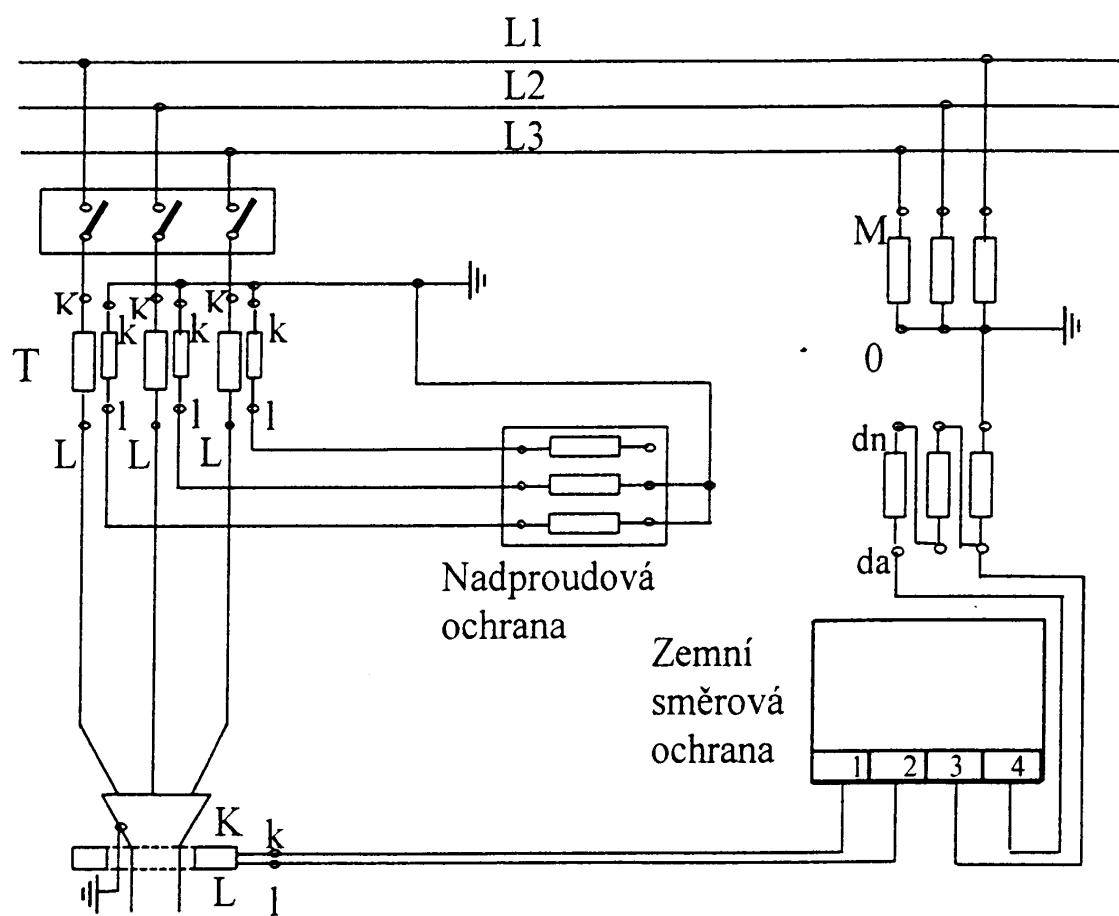 L1
L2
L3
M
K K K
k k k
T
0
l l l
L L L
dn
da
Nadproudová
ochrana
Zemní
směrová
ochrana
1 2 3 4
K
k
L
l